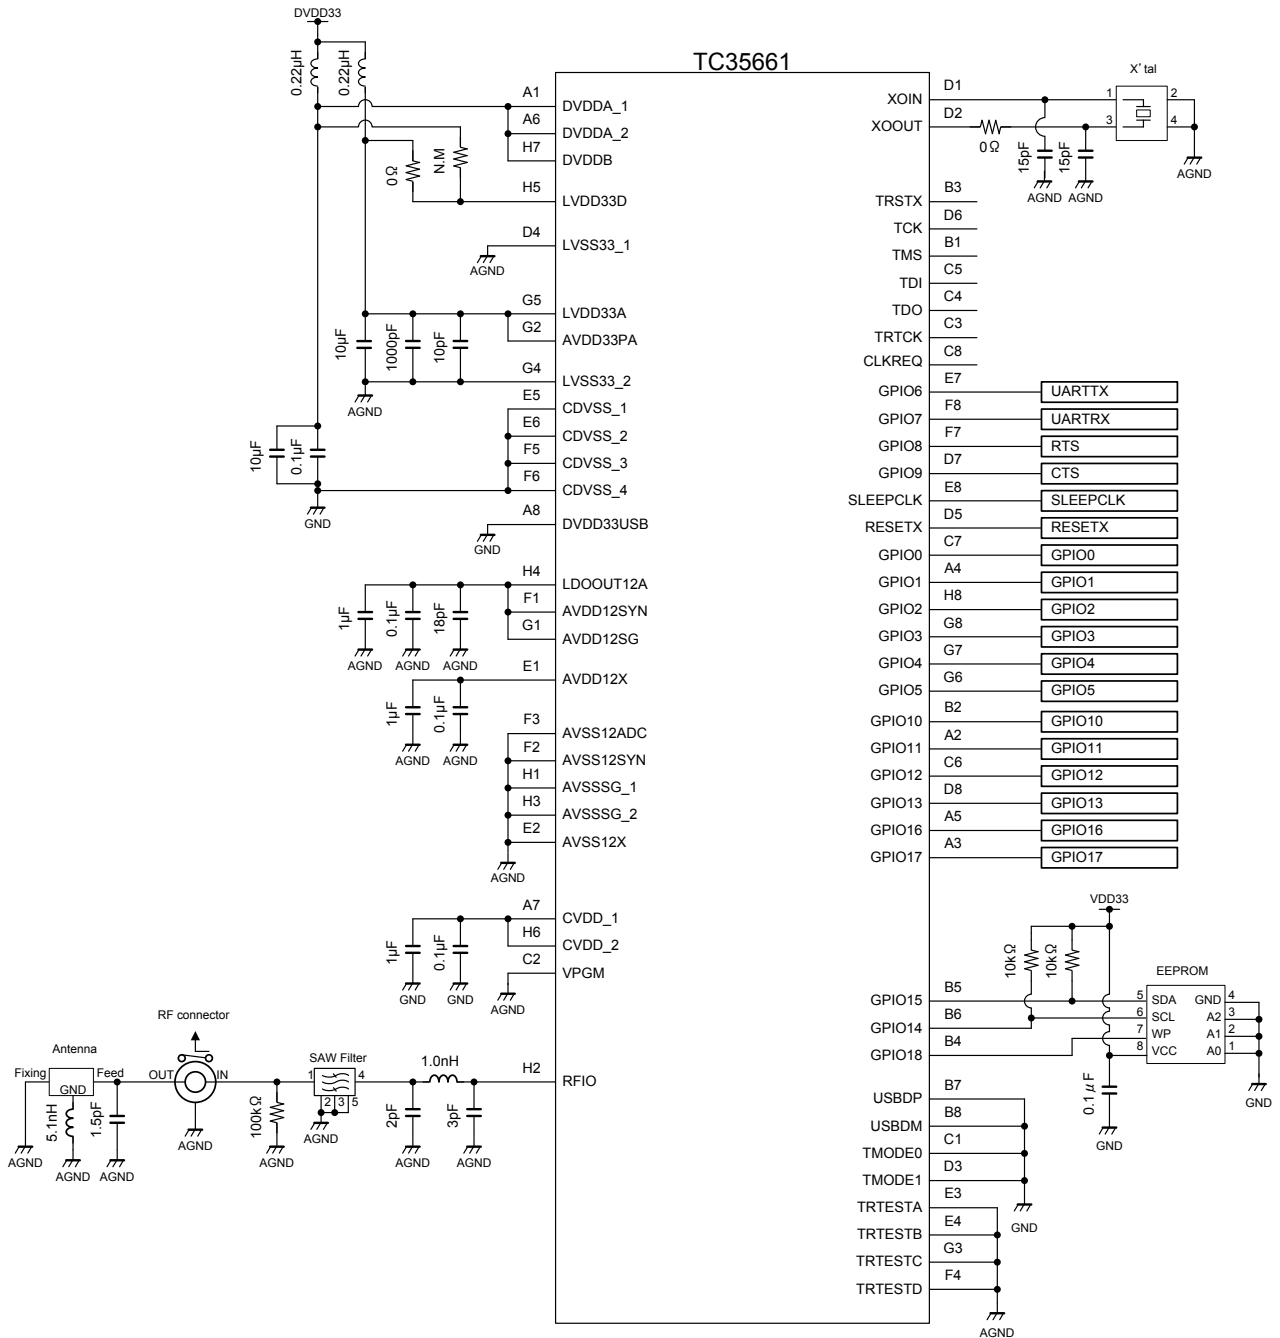 DVDD33
0.22μH
0.22μH
0Ω
N.M
TC35661
A1
DVDDA_1
A6
DVDDA_2
H7
DVDDB
H5
LVDD33D
D4
LVSS33_1
AGND
G5
LVDD33A
G2
AVDD33PA
10μF
1000pF
10pF
G4
LVSS33_2
AGND
E5
CDVSS_1
E6
CDVSS_2
F5
CDVSS_3
F6
CDVSS_4
10μF
0.1μF
GND
A8
DVDD33USB
GND
H4
LDOOUT12A
F1
AVDD12SYN
G1
AVDD12SG
1μF
0.1μF
18pF
AGND
AGND
AGND
E1
AVDD12X
1μF
0.1μF
AGND
AGND
F3
AVSS12ADC
F2
AVSS12SYN
H1
AVSSSG_1
H3
AVSSSG_2
E2
AVSS12X
AGND
A7
CVDD_1
H6
CVDD_2
C2
VPGM
1μF
0.1μF
GND
GND
AGND
RF connector
Antenna
Fixing
Feed
GND
OUT
IN
SAW Filter
1
4
2
3
5
1.0nH
H2
RFIO
5.1nH
1.5pF
100kΩ
2pF
3pF
AGND
AGND
AGND
AGND
AGND
AGND
AGND
AGND
XOIN
D1
XOOUT
D2
0Ω
15pF
15pF
AGND
AGND
X'tal
1
2
3
4
AGND
TRSTX
B3
TCK
D6
TMS
B1
TDI
C5
TDO
C4
TRTCK
C3
CLKREQ
C8
GPIO6
E7
UARTTX
GPIO7
F8
UARTRX
GPIO8
F7
RTS
GPIO9
D7
CTS
SLEEPCLK
E8
SLEEPCLK
RESETX
D5
RESETX
GPIO0
C7
GPIO0
GPIO1
A4
GPIO1
GPIO2
H8
GPIO2
GPIO3
G8
GPIO3
GPIO4
G7
GPIO4
GPIO5
G6
GPIO5
GPIO10
B2
GPIO10
GPIO11
A2
GPIO11
GPIO12
C6
GPIO12
GPIO13
D8
GPIO13
GPIO16
A5
GPIO16
GPIO17
A3
GPIO17
VDD33
10kΩ
10kΩ
EEPROM
GPIO15
B5
GPIO14
B6
GPIO18
B4
5
SDA
GND
4
6
SCL
A2
3
7
WP
A1
2
8
VCC
A0
1
0.1μF
GND
GND
USBDP
B7
USBDM
B8
TMODE0
C1
TMODE1
D3
GND
TRTESTA
E3
TRTESTB
E4
TRTESTC
G3
TRTESTD
F4
AGND